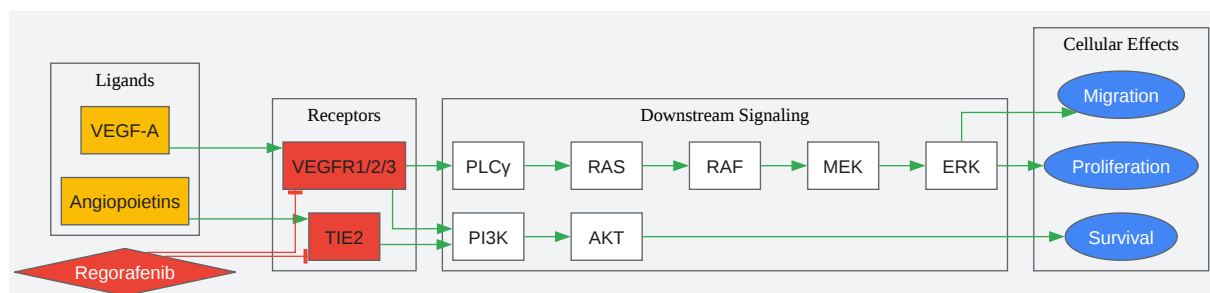 Cellular Effects
Ligands
Migration
Receptors
Downstream Signaling
VEGF-A
VEGFR1/2/3
PLCγ
RAS
RAF
MEK
ERK
Proliferation
Angiopoietins
TIE2
PI3K
AKT
Survival
Regorafenib